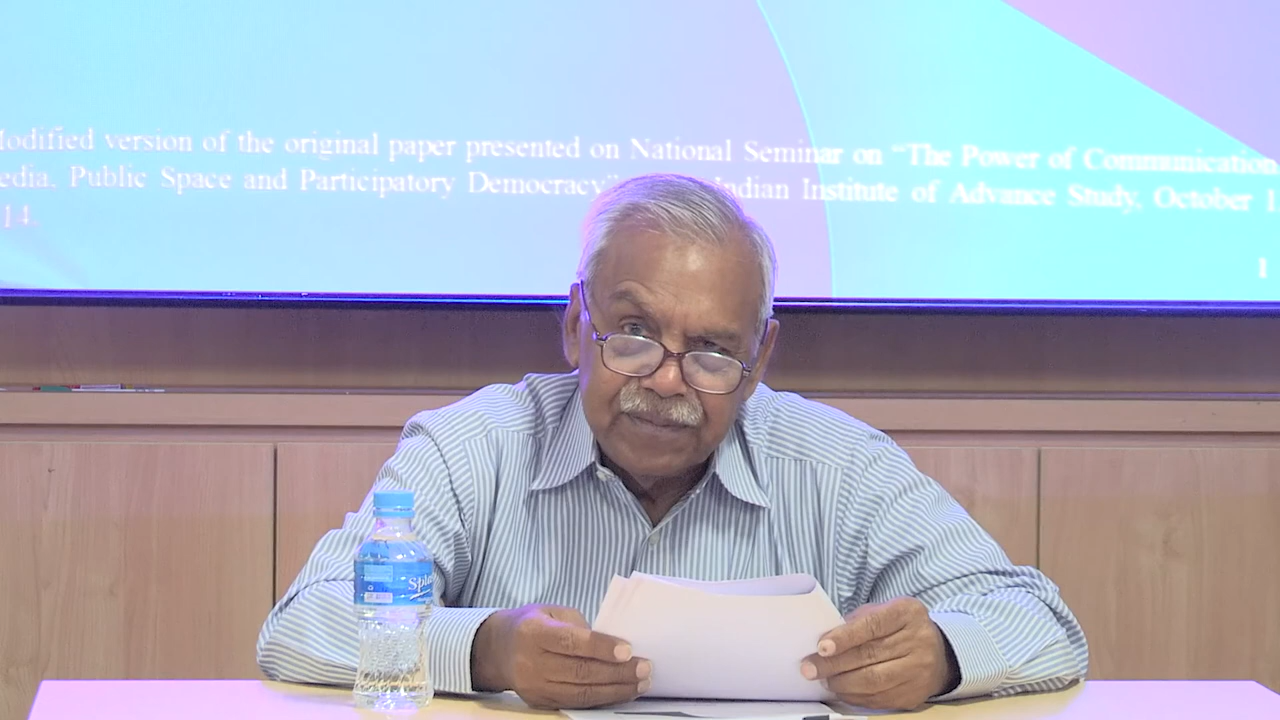 Modified version of the original paper presented on National Seminar on “The Power of Communication
edia, Public Space and Participatory Democracy” Indian Institute of Advance Study, October 1
14.
1
Spla